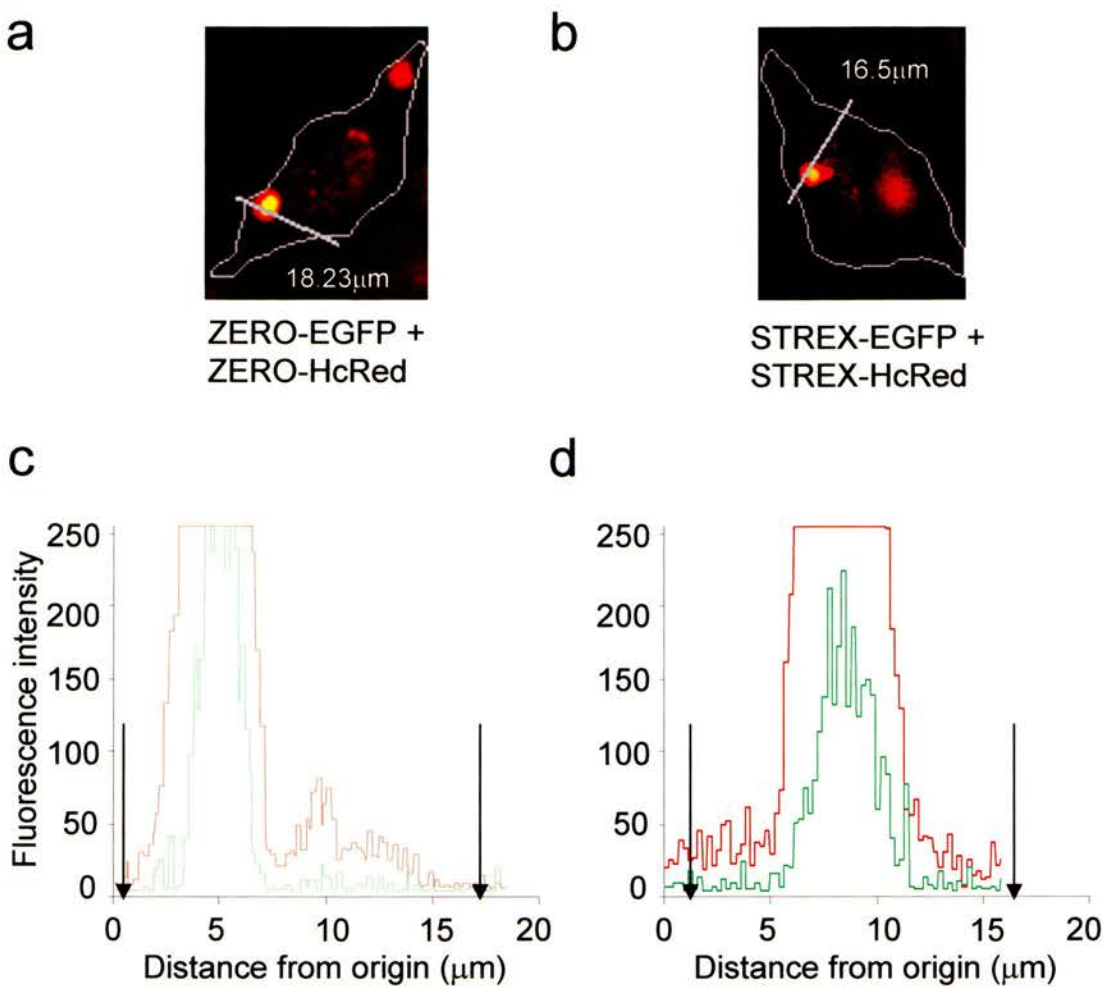 a
b
16.5μm
18.23μm
ZERO-EGFP +
ZERO-HcRed
STREX-EGFP +
STREX-HcRed
c
d
Fluorescence intensity
250
200
150
100
50
0
0 5 10 15 20
Distance from origin (μm)
250
200
150
100
50
0
0 5 10 15 20
Distance from origin (μm)